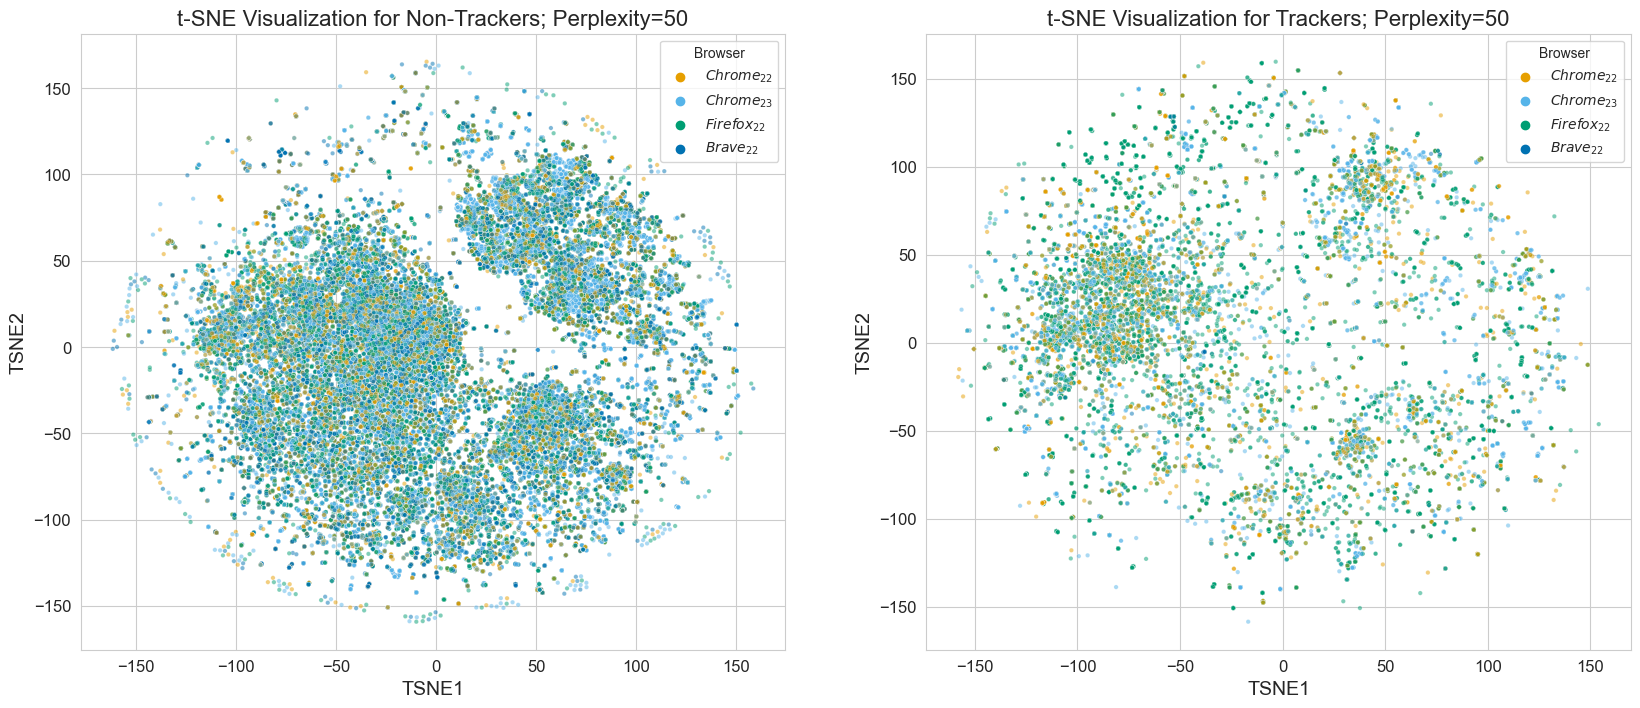 t-SNE Visualization for Non-Trackers; Perplexity=50
Browser
Chrome22
Chrome23
Firefox22
Brave22
150
100
50
0
−50
−100
−150
TSNE2
−150 −100 −50 0 50 100 150
TSNE1
t-SNE Visualization for Trackers; Perplexity=50
Browser
Chrome22
Chrome23
Firefox22
Brave22
150
100
50
0
−50
−100
−150
TSNE2
−150 −100 −50 0 50 100 150
TSNE1